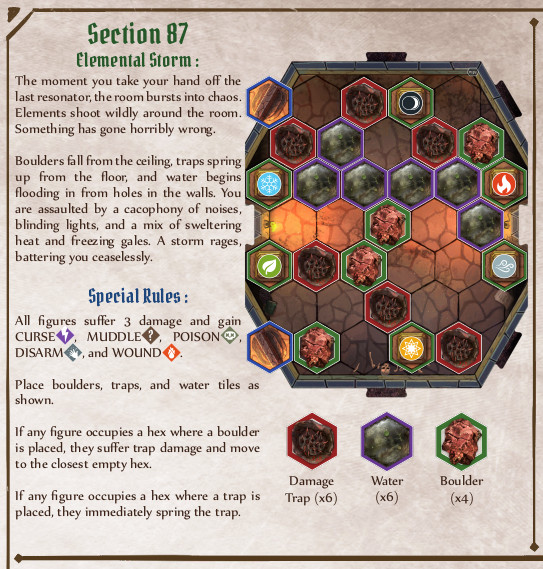 Section 87
Elemental Storm :
The moment you take your hand off the
last resonator, the room bursts into chaos.
Elements shoot wildly around the room.
Something has gone horribly wrong.
Boulders fall from the ceiling, traps spring
up from the floor, and water begins
flooding in from holes in the walls. You
are assaulted by a cacophony of noises,
blinding lights, and a mix of sweltering
heat and freezing gales. A storm rages,
battering you ceaselessly.
Special Rules :
All figures suffer 3 damage and gain
CURSE, MUDDLE, POISON,
DISARM, and WOUND.
Place boulders, traps, and water tiles as
shown.
If any figure occupies a hex where a boulder
is placed, they suffer trap damage and move
to the closest empty hex.
If any figure occupies a hex where a trap is
placed, they immediately spring the trap.
Damage
Trap (x6)
Water
(x6)
Boulder
(x4)